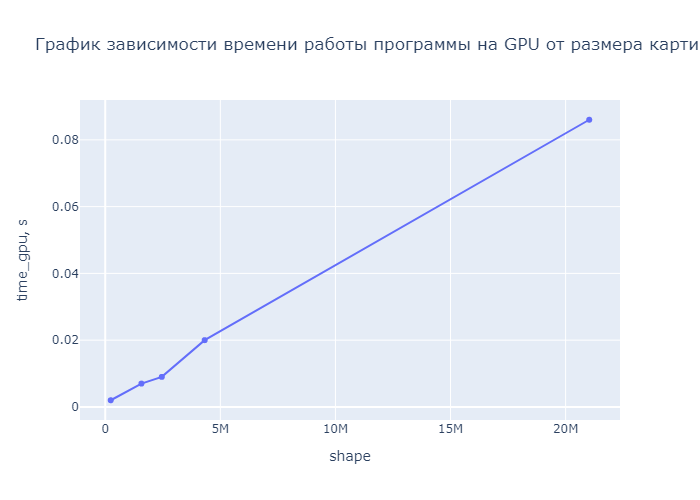 График зависимости времени работы программы на GPU от размера карти
0.08
0.06
0.04
0.02
0
time_gpu, s
0 5M 10M 15M 20M
shape